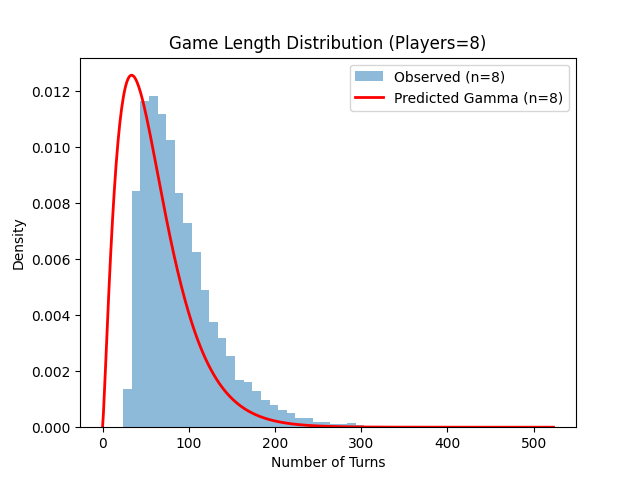 Game Length Distribution (Players=8)
Observed (n=8)
Predicted Gamma (n=8)
0.012
0.010
0.008
0.006
0.004
0.002
0.000
Density
0 100 200 300 400 500
Number of Turns